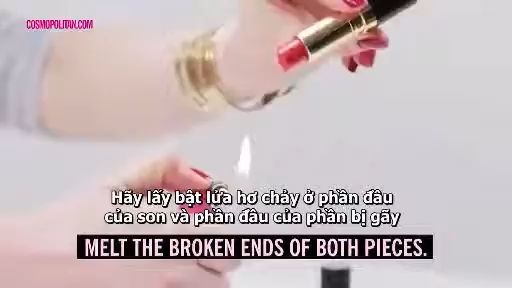 COSMOPOLITAN.COM
Hãy lấy bật lửa hơ chảy ở phần đầu
của son và phần đầu của phần bị gãy
MELT THE BROKEN ENDS OF BOTH PIECES.